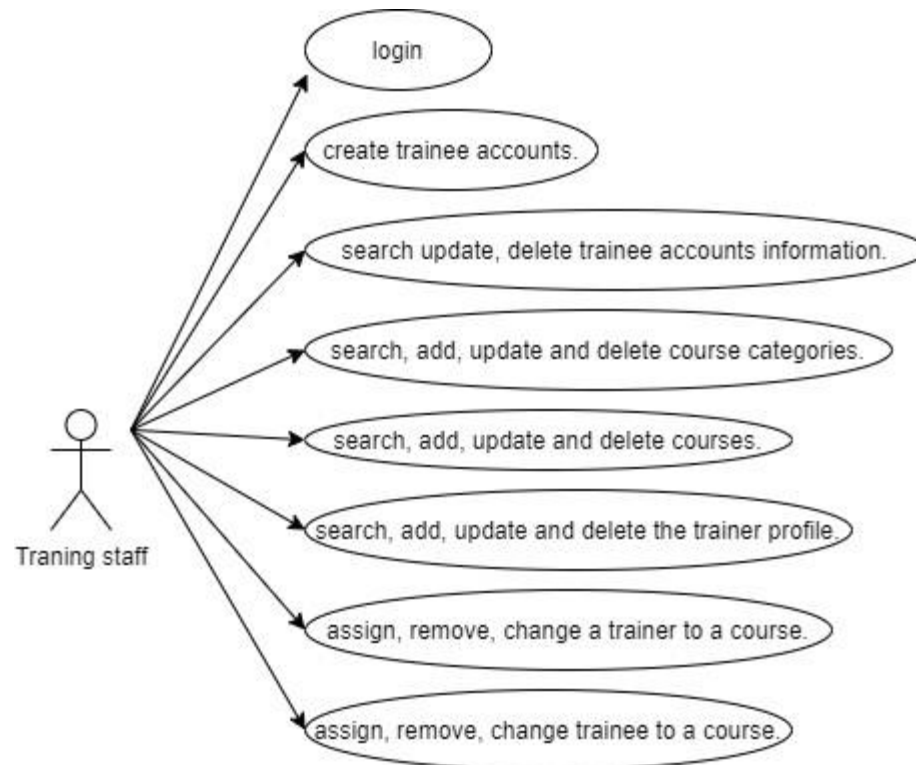 login
create trainee accounts.
search update, delete trainee accounts information.
search, add, update and delete course categories.
search, add, update and delete courses.
search, add, update and delete the trainer profile.
Traning staff
assign, remove, change a trainer to a course.
assign, remove, change trainee to a course.